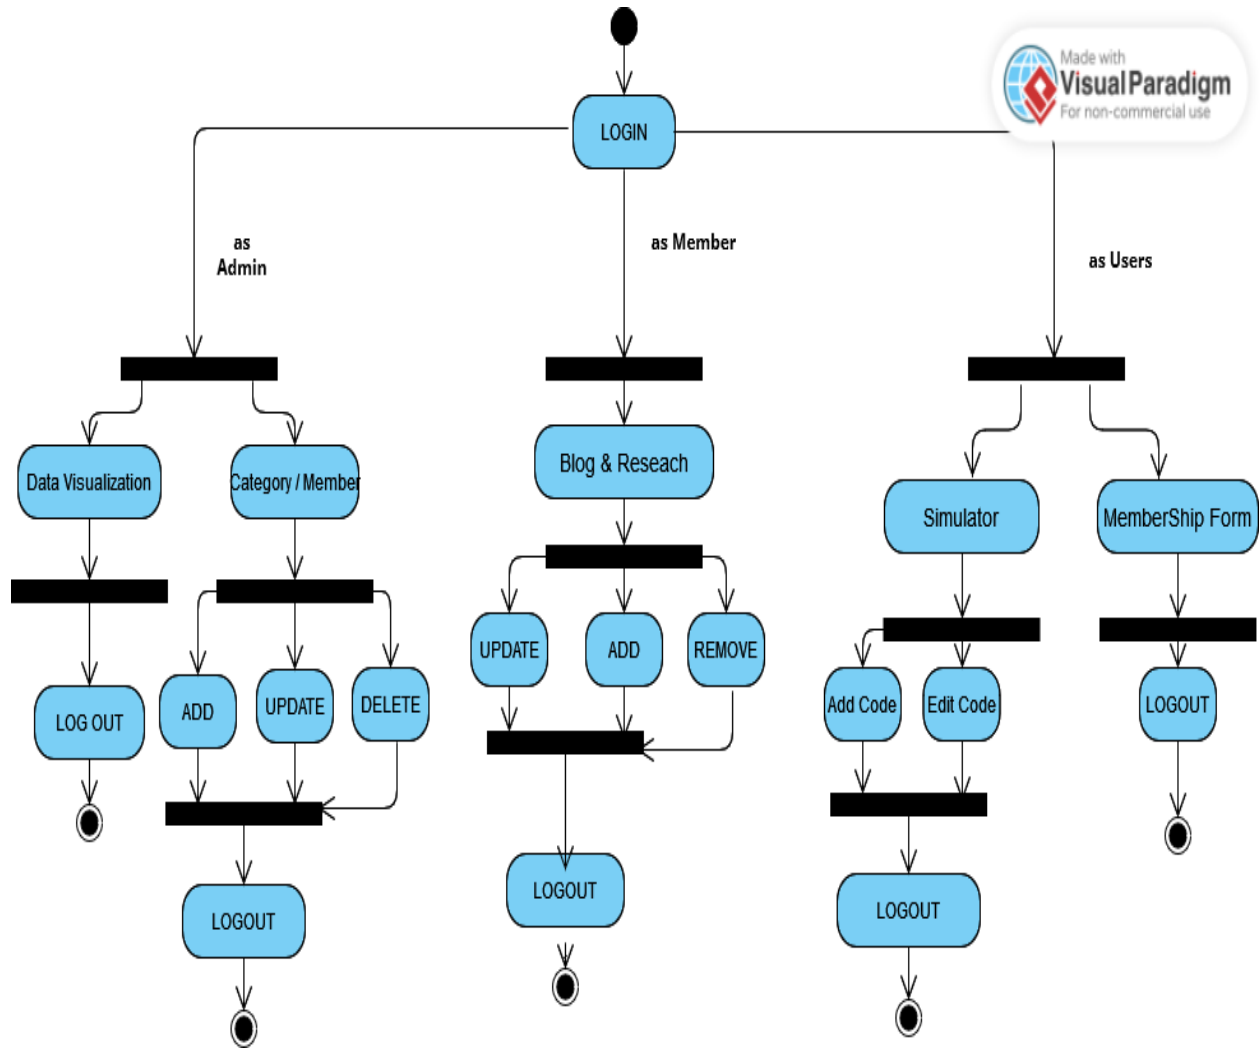 Made with
Visual Paradigm
For non-commercial use
LOGIN
as
Admin
as Member
as Users
Data Visualization
Category / Member
Blog & Reseach
Simulator
MemberShip Form
UPDATE
ADD
REMOVE
LOG OUT
ADD
UPDATE
DELETE
Add Code
Edit Code
LOGOUT
LOGOUT
LOGOUT
LOGOUT